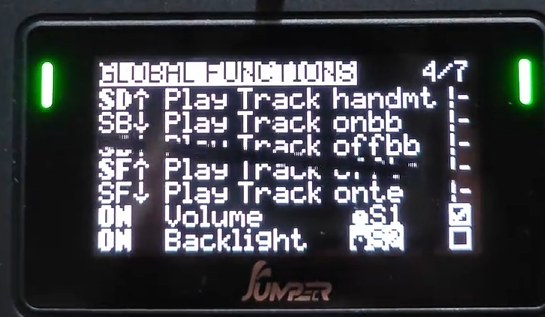 GLOBAL FUNCTIONS 4/7
SD↑ Play Track handmt !-
SB↓ Play Track onbb !-
Play Track offbb !-
SF↑ Play Track !-
SF↓ Play Track onte !-
ON Volume S1
ON Backlight
JUMPER